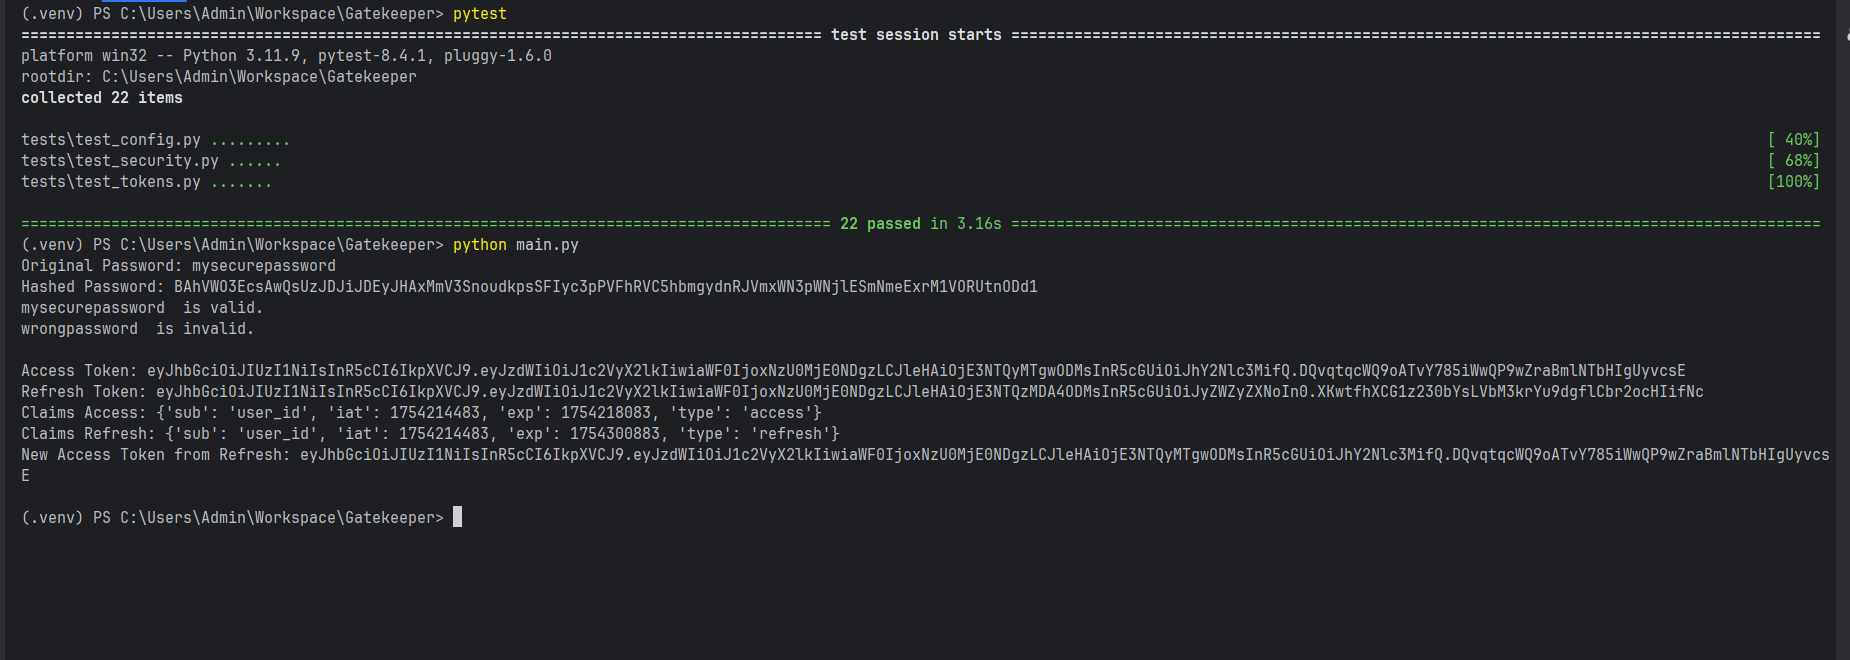 (.venv) PS C:\Users\Admin\Workspace\Gatekeeper> pytest
========================================================================================= test session starts ==========================================================================================
platform win32 -- Python 3.11.9, pytest-8.4.1, pluggy-1.6.0
rootdir: C:\Users\Admin\Workspace\Gatekeeper
collected 22 items
tests\test_config.py ......... [ 40%]
tests\test_security.py ...... [ 68%]
tests\test_tokens.py ....... [100%]
========================================================================================== 22 passed in 3.16s ==========================================================================================
(.venv) PS C:\Users\Admin\Workspace\Gatekeeper> python main.py
Original Password: mysecurepassword
Hashed Password: BAhVWO3EcsAwQsUzJDJiJDEyJHAxMmV3SnoudkpsSFIyc3pPVFhRVC5hbmgydnRJVmxWN3pWNjlESmNmeExrM1VORUtnODd1
mysecurepassword  is valid.
wrongpassword  is invalid.
Access Token: eyJhbGciOiJIUzI1NiIsInR5cCI6IkpXVCJ9.eyJzdWIiOiJ1c2VyX2lkIiwiaWF0IjoxNzU0MjE0NDgzLCJleHAiOjE3NTQyMTgwODMsInR5cGUiOiJhY2Nlc3MifQ.DQvqtqcWQ9oATvY785iWwQP9wZraBmlNTbHIgUyvcsE
Refresh Token: eyJhbGciOiJIUzI1NiIsInR5cCI6IkpXVCJ9.eyJzdWIiOiJ1c2VyX2lkIiwiaWF0IjoxNzU0MjE0NDgzLCJleHAiOjE3NTQzMDA4ODMsInR5cGUiOiJyZWZyZXNoIn0.XKwtfhXCG1z230bYsLVbM3krYu9dgflCbr2ocHIifNc
Claims Access: {'sub': 'user_id', 'iat': 1754214483, 'exp': 1754218083, 'type': 'access'}
Claims Refresh: {'sub': 'user_id', 'iat': 1754214483, 'exp': 1754300883, 'type': 'refresh'}
New Access Token from Refresh: eyJhbGciOiJIUzI1NiIsInR5cCI6IkpXVCJ9.eyJzdWIiOiJ1c2VyX2lkIiwiaWF0IjoxNzU0MjE0NDgzLCJleHAiOjE3NTQyMTgwODMsInR5cGUiOiJhY2Nlc3MifQ.DQvqtqcWQ9oATvY785iWwQP9wZraBmlNTbHIgUyvcs
E
(.venv) PS C:\Users\Admin\Workspace\Gatekeeper>